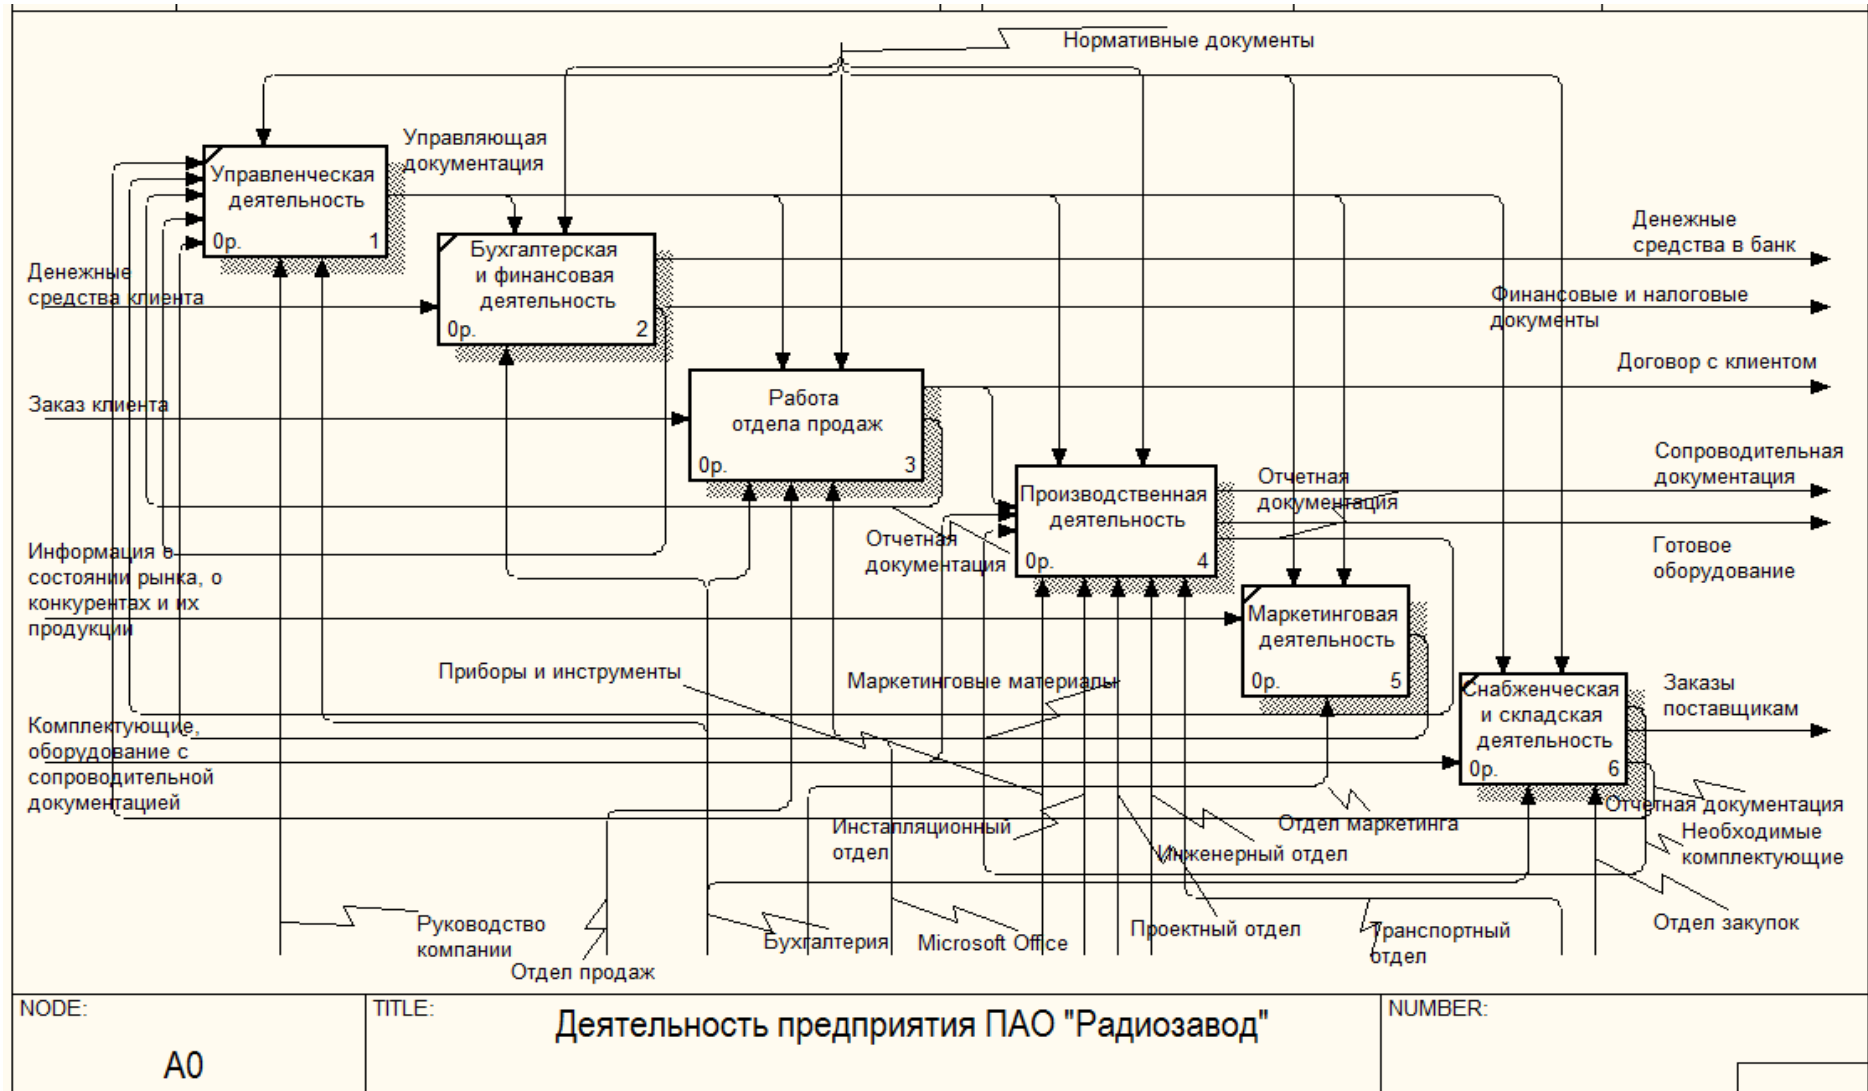 Нормативные документы
Управляющая
документация
Управленческая
деятельность
0р. 1
Бухгалтерская
и финансовая
деятельность
0р. 2
Денежные
средства в банк
Денежные
средства клиента
Финансовые и налоговые
документы
Договор с клиентом
Заказ клиента
Работа
отдела продаж
0р. 3
Сопроводительная
документация
Отчетная
документация
Производственная
деятельность
0р. 4
Отчетная
документация
Готовое
оборудование
Информация о
состоянии рынка, о
конкурентах и их
продукции
Маркетинговая
деятельность
0р. 5
Приборы и инструменты
Маркетинговые материалы
Снабженческая
и складская
деятельность
0р. 6
Заказы
поставщикам
Комплектующие,
оборудование с
сопроводительной
документацией
Отчетная документация
Необходимые
комплектующие
Инсталляционный
отдел
Инженерный отдел
Отдел маркетинга
Руководство
компании
Отдел продаж
Бухгалтерия
Microsoft Office
Проектный отдел
Транспортный
отдел
Отдел закупок
NODE:
A0
TITLE:
Деятельность предприятия ПАО "Радиозавод"
NUMBER: